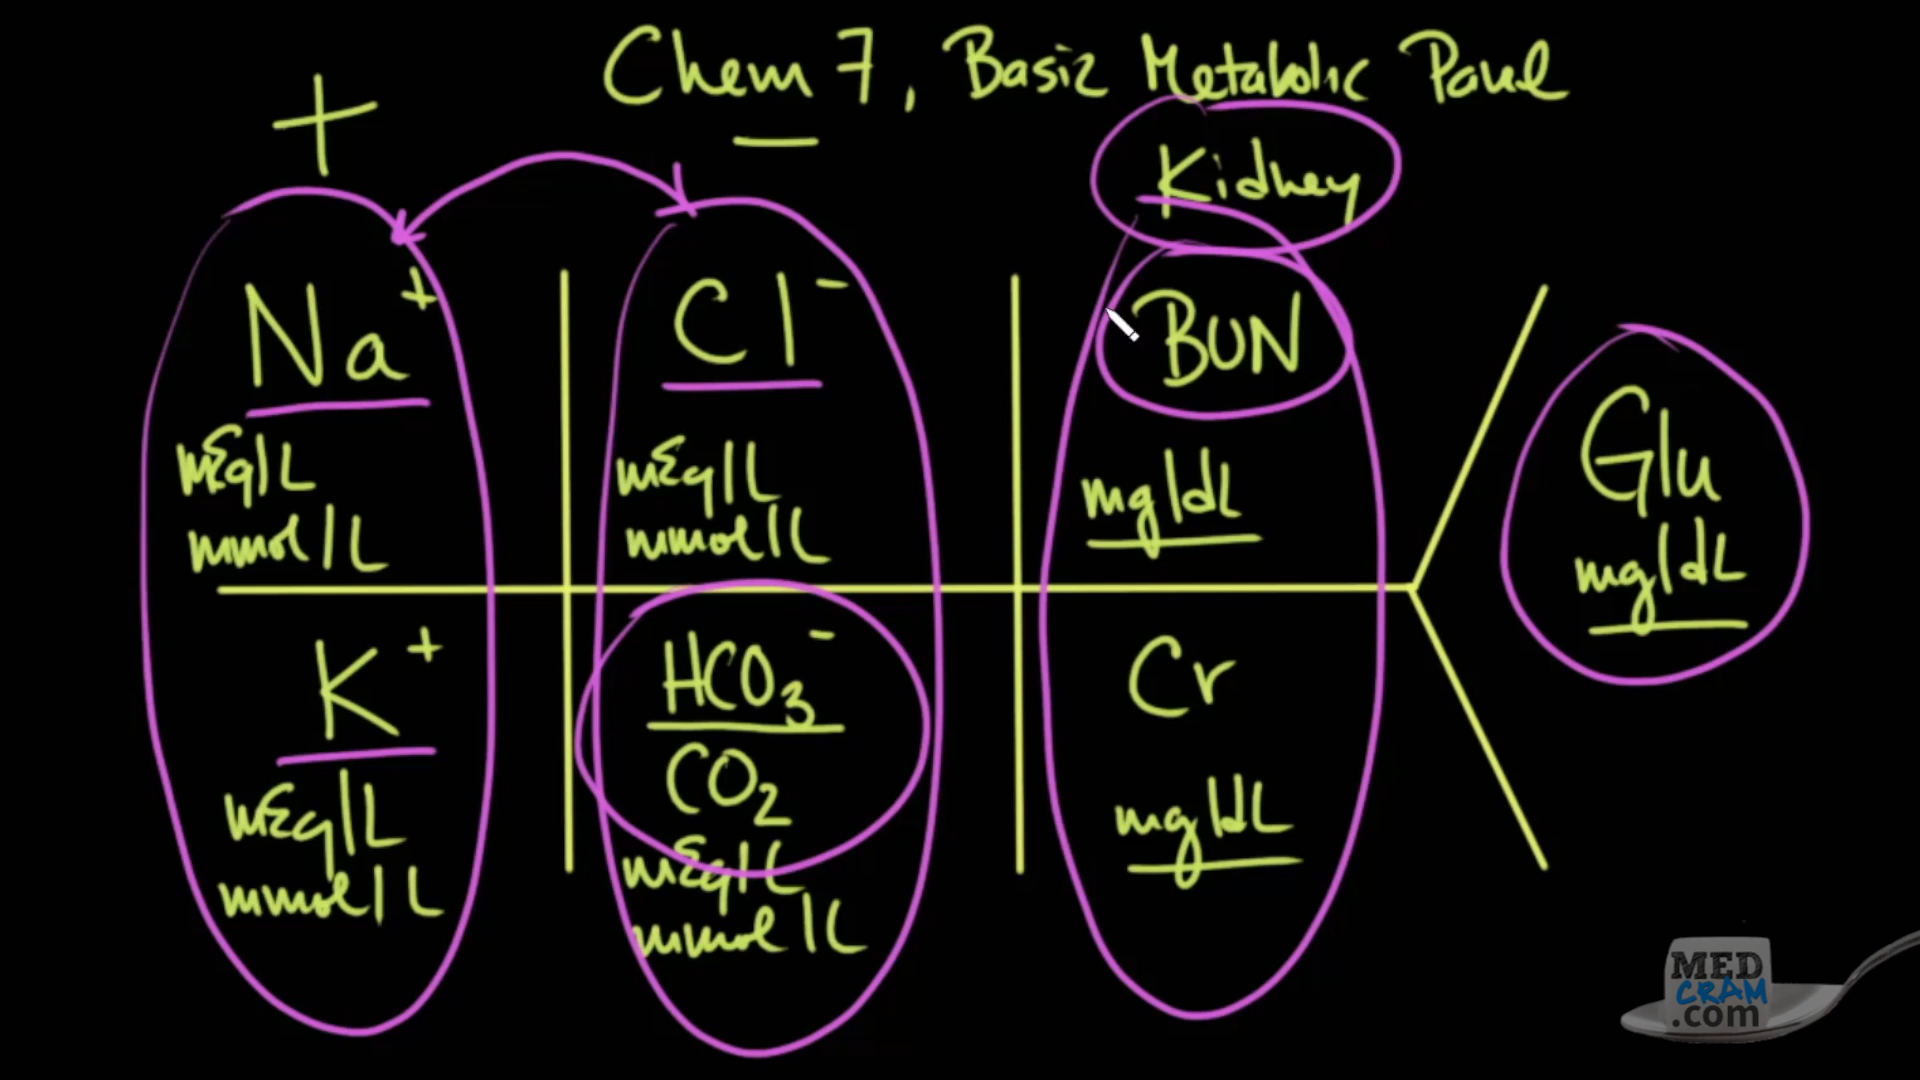 Chem 7, Basic Metabolic Panel
+
—
Kidney
Na+
Cl-
BUN
mEq/L
mmol/L
mEq/L
mmol/L
mg/dL
Glu
mg/dL
K+
HCO3-
CO2
Cr
mEq/L
mmol/L
mEq/L
mmol/L
mg/dL
MED
CRAM
.com